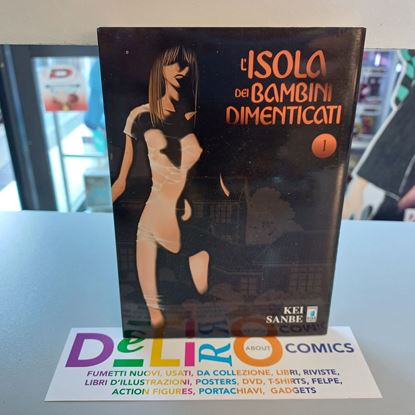 L'ISOLA
DEI BAMBINI
DIMENTICATI
1
KEI
SANBE
DeLiRO
ABOUT
COMICS
FUMETTI NUOVI, USATI, DA COLLEZIONE, LIBRI, RIVISTE,
LIBRI D'ILLUSTRAZIONI, POSTERS, DVD, T-SHIRTS, FELPE,
ACTION FIGURES, PORTACHIAVI, GADGETS